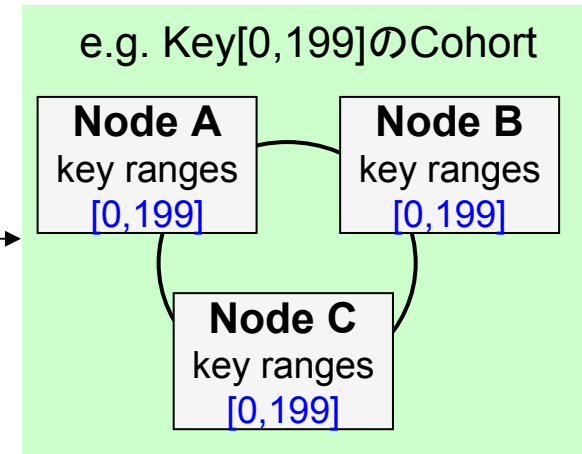 e.g. Key[0,199]のCohort
Node A
key ranges
[0,199]
Node B
key ranges
[0,199]
Node C
key ranges
[0,199]